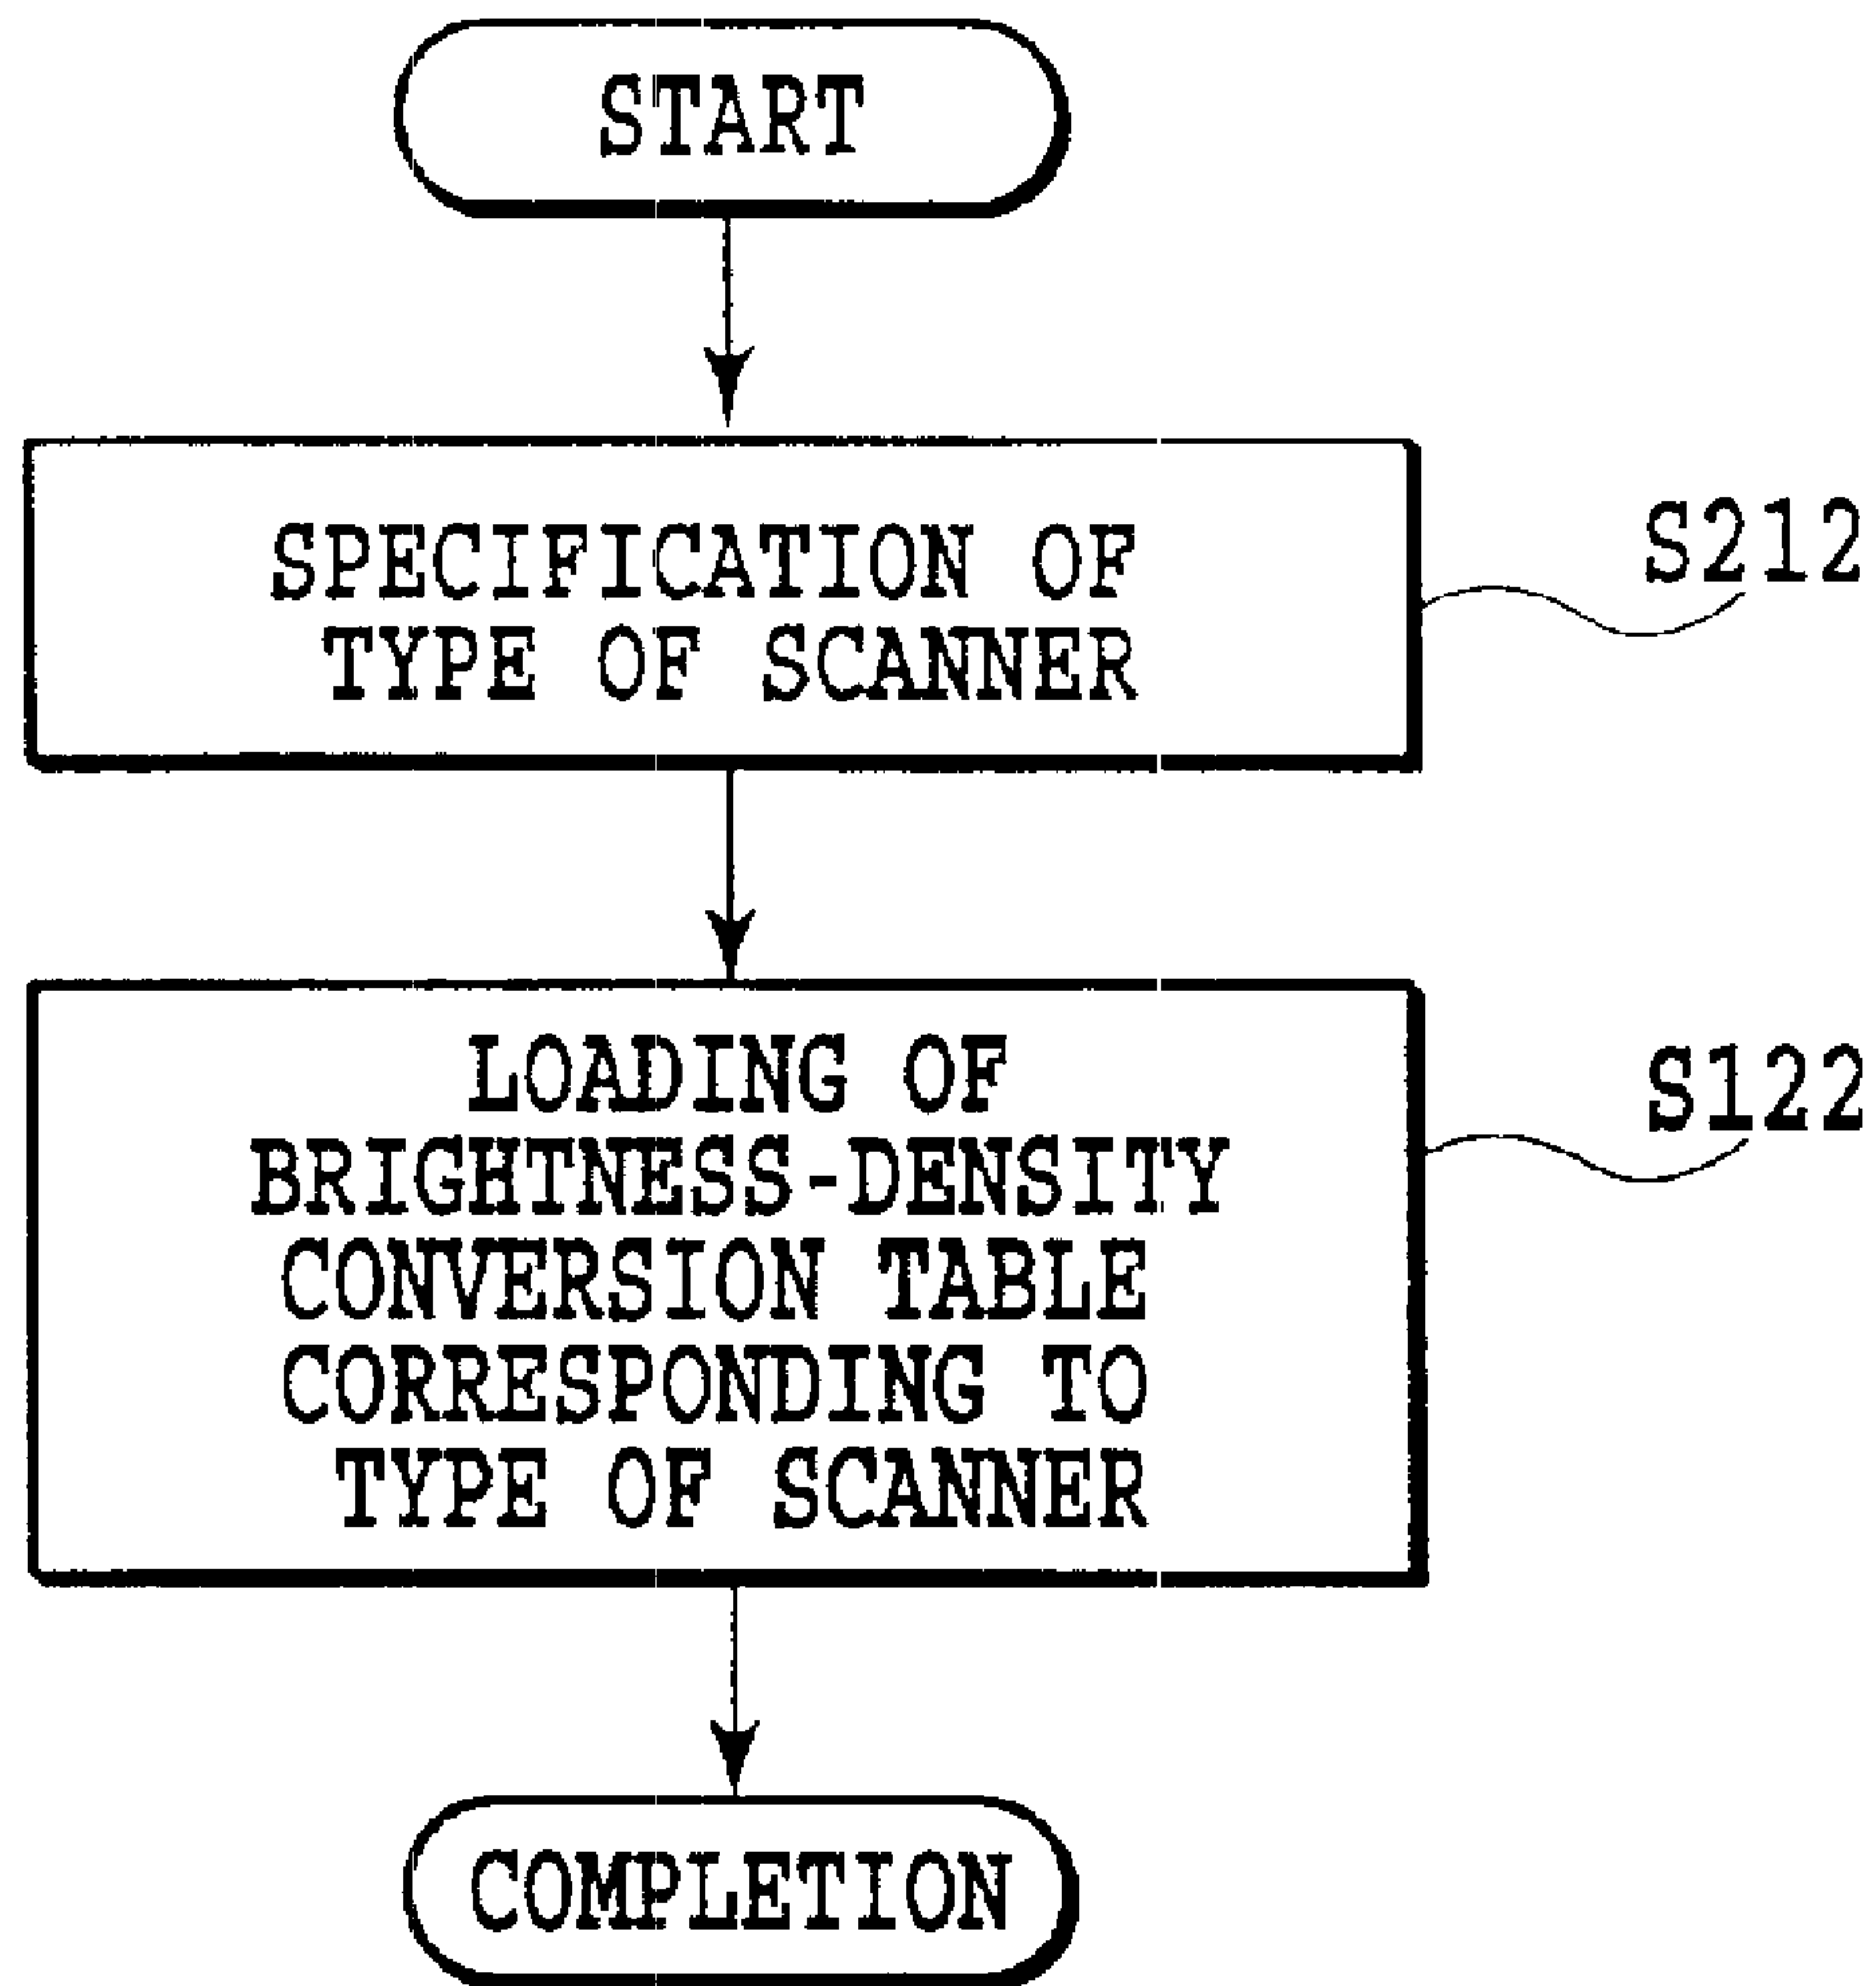 START
SPECIFICATION OF
TYPE OF SCANNER
S212
LOADING OF
BRIGHTNESS-DENSITY
CONVERSION TABLE
CORRESPONDING TO
TYPE OF SCANNER
S122
COMPLETION